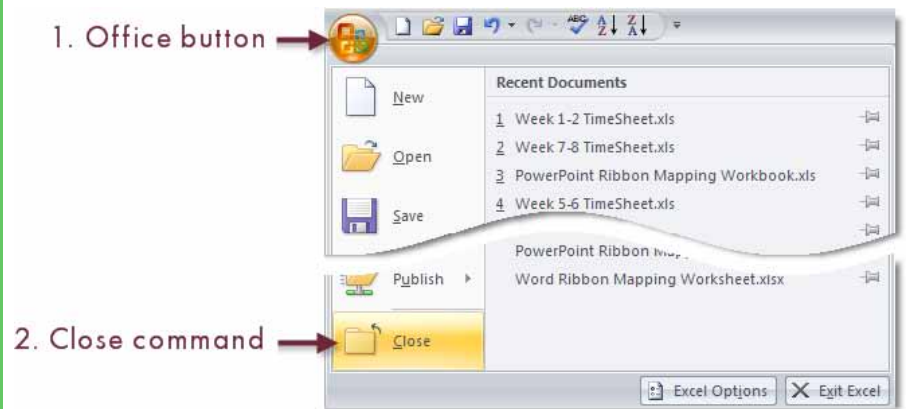 1. Office button
ABC
A
Z
Z
A
New
Open
Save
Publish
2. Close command
Close
Recent Documents
1 Week 1-2 TimeSheet.xls
2 Week 7-8 TimeSheet.xls
3 PowerPoint Ribbon Mapping Workbook.xls
4 Week 5-6 TimeSheet.xls
PowerPoint Ribbon
Word Ribbon Mapping Worksheet.xlsx
Excel Options
Exit Excel